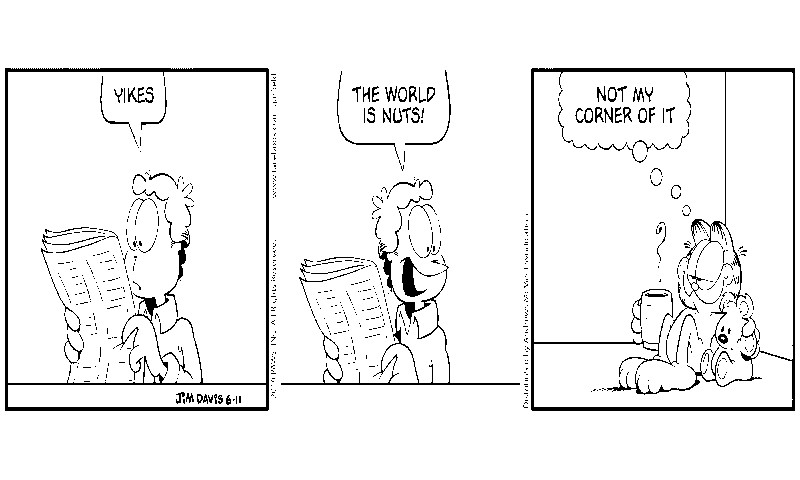 YIKES
JIM DAVIS 6-11
THE WORLD
IS NUTS!
NOT MY
CORNER OF IT